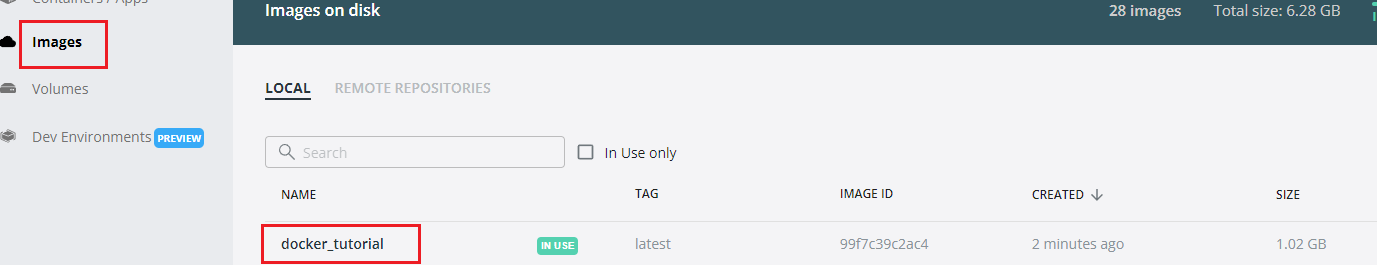 Containers / Apps
Images on disk
28 images
Total size: 6.28 GB
Images
Volumes
Dev Environments PREVIEW
LOCAL
REMOTE REPOSITORIES
Search
In Use only
NAME
TAG
IMAGE ID
CREATED
SIZE
docker_tutorial
IN USE
latest
99f7c39c2ac4
2 minutes ago
1.02 GB